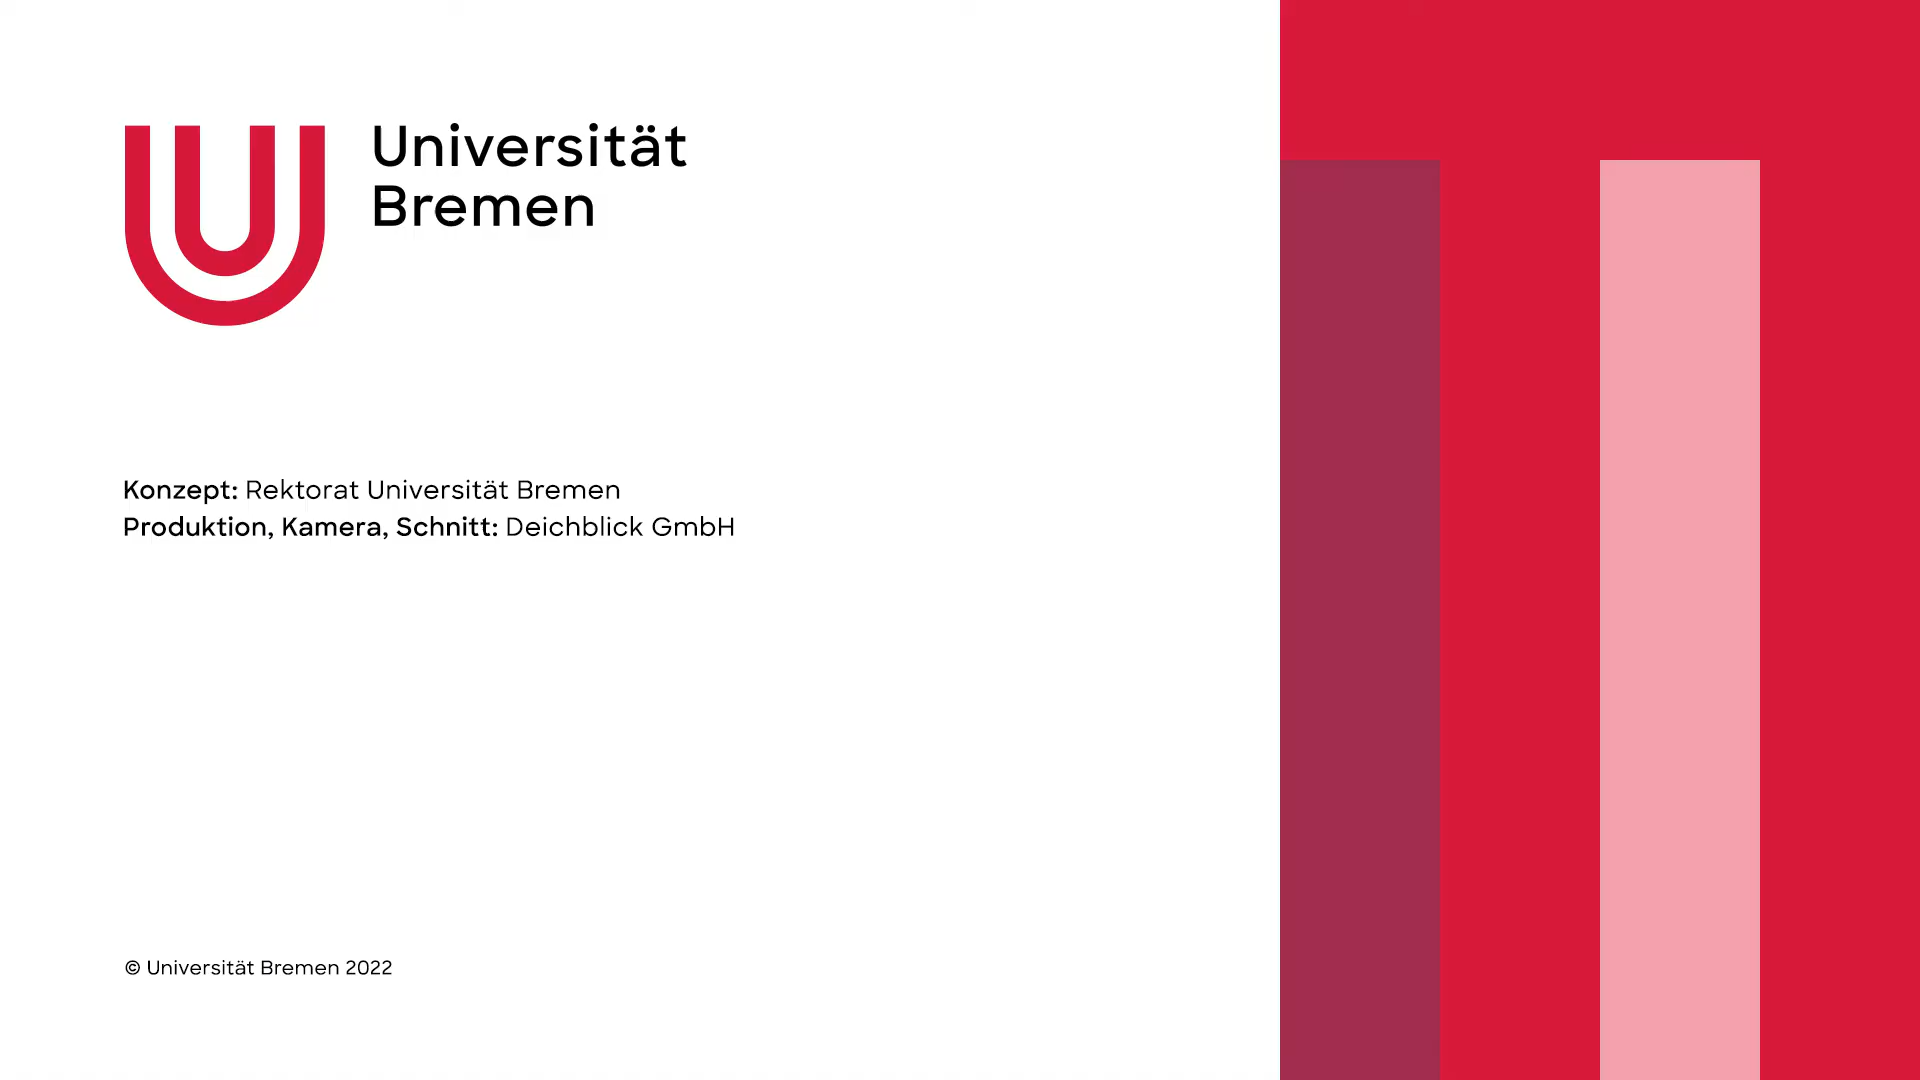 Universität
Bremen
Konzept: Rektorat Universität Bremen
Produktion, Kamera, Schnitt: Deichblick GmbH
© Universität Bremen 2022